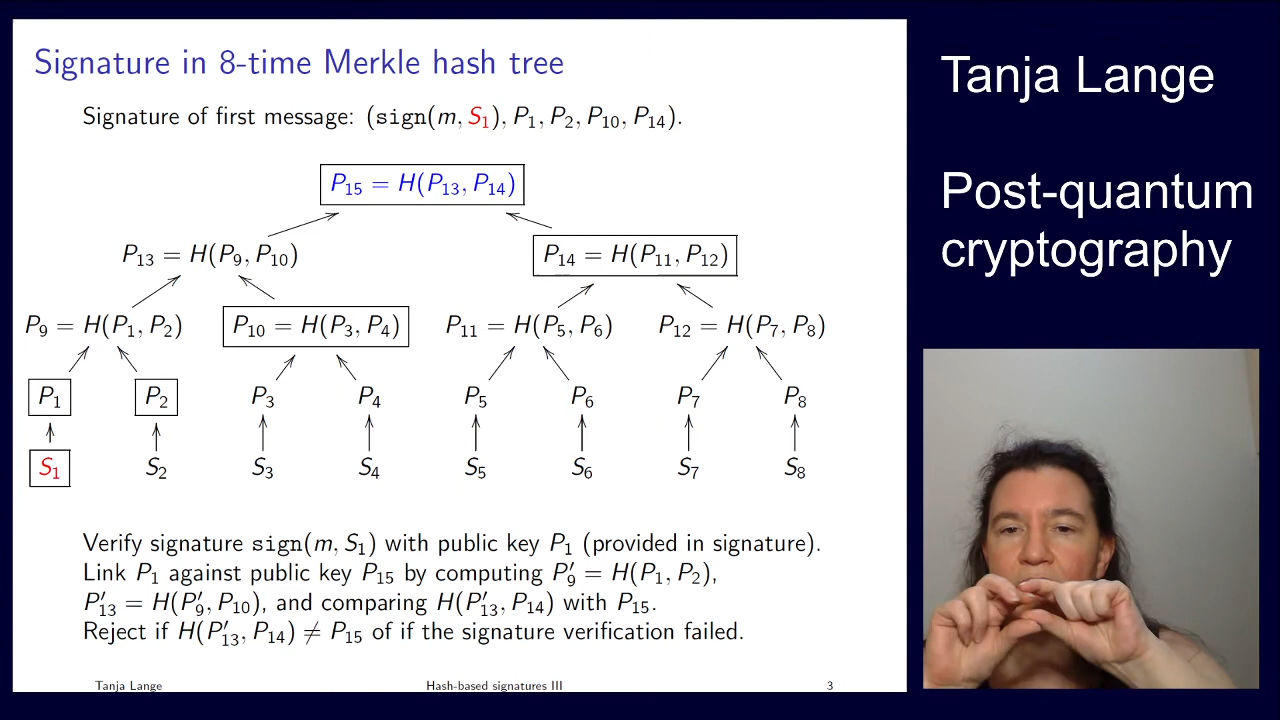 Signature in 8-time Merkle hash tree
Signature of first message: (sign(m, S₁), P₁, P₂, P₁₀, P₁₄).
P₁₅ = H(P₁₃, P₁₄)
P₁₃ = H(P₉, P₁₀) P₁₄ = H(P₁₁, P₁₂)
P₉ = H(P₁, P₂) P₁₀ = H(P₃, P₄) P₁₁ = H(P₅, P₆) P₁₂ = H(P₇, P₈)
P₁ P₂ P₃ P₄ P₅ P₆ P₇ P₈
S₁ S₂ S₃ S₄ S₅ S₆ S₇ S₈
Verify signature sign(m, S₁) with public key P₁ (provided in signature).
Link P₁ against public key P₁₅ by computing P′₉ = H(P₁, P₂),
P′₁₃ = H(P′₉, P₁₀), and comparing H(P′₁₃, P₁₄) with P₁₅.
Reject if H(P′₁₃, P₁₄) ≠ P₁₅ of if the signature verification failed.
Tanja Lange Hash-based signatures III 3
Tanja Lange
Post-quantum
cryptography